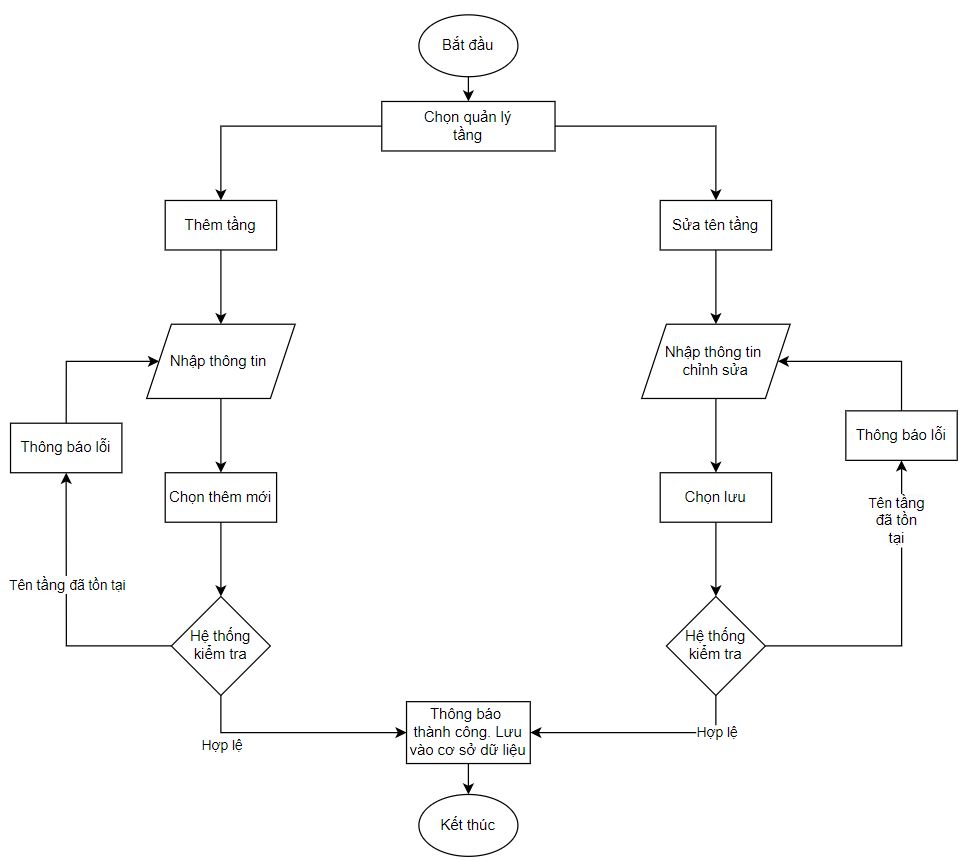 Bắt đầu
Chọn quản lý
tầng
Thêm tầng
Sửa tên tầng
Nhập thông tin
Nhập thông tin
chỉnh sửa
Thông báo lỗi
Thông báo lỗi
Chọn thêm mới
Chọn lưu
Tên tầng
đã tồn
tại
Tên tầng đã tồn tại
Hệ thống
kiểm tra
Hệ thống
kiểm tra
Thông báo
thành công. Lưu
vào cơ sở dữ liệu
Hợp lệ
Hợp lệ
Kết thúc